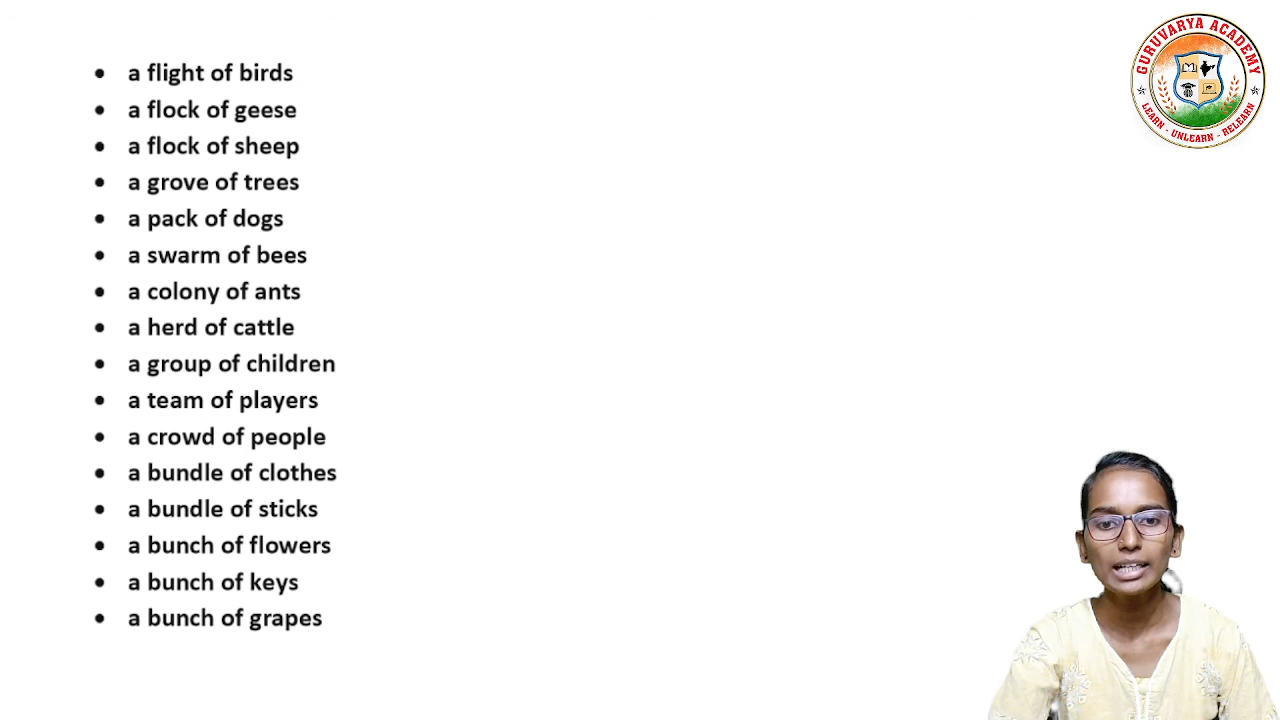 • a flight of birds
• a flock of geese
• a flock of sheep
• a grove of trees
• a pack of dogs
• a swarm of bees
• a colony of ants
• a herd of cattle
• a group of children
• a team of players
• a crowd of people
• a bundle of clothes
• a bundle of sticks
• a bunch of flowers
• a bunch of keys
• a bunch of grapes
GURUVARYA ACADEMY
LEARN - UNLEARN - RELEARN